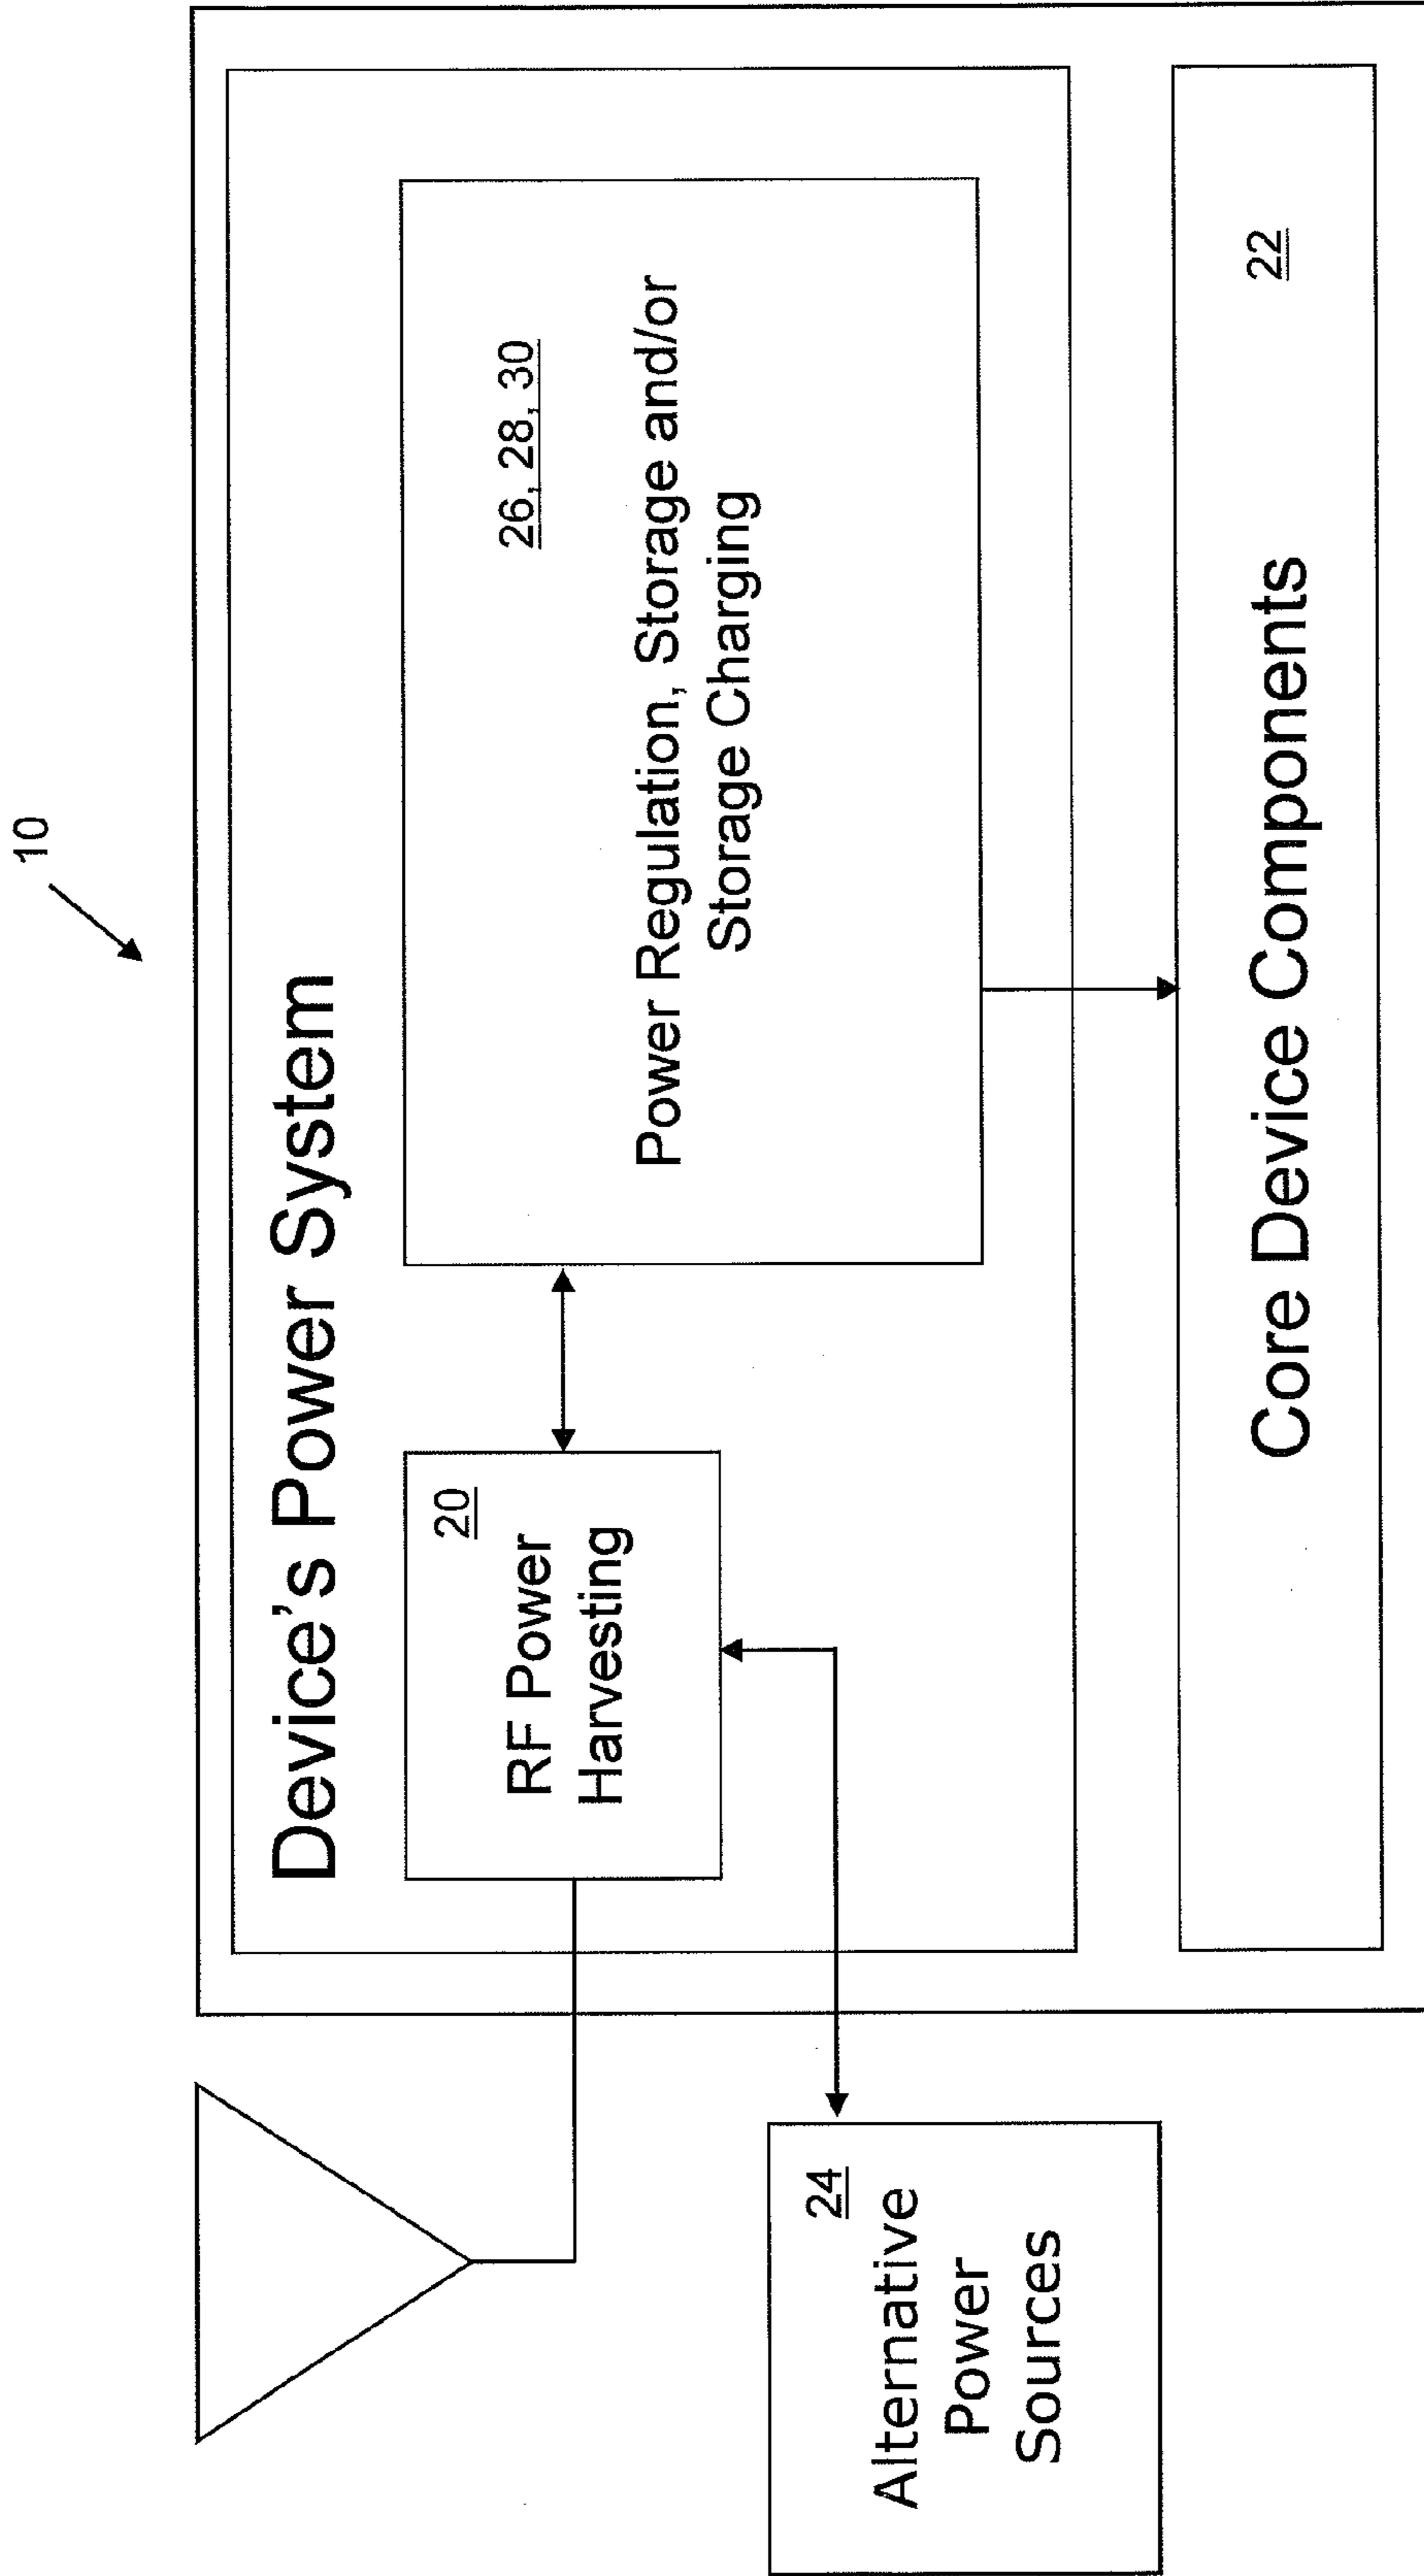 10
Device's Power System
26, 28, 30
Power Regulation, Storage and/or
Storage Charging
20
RF Power
Harvesting
24
Alternative
Power
Sources
22
Core Device Components